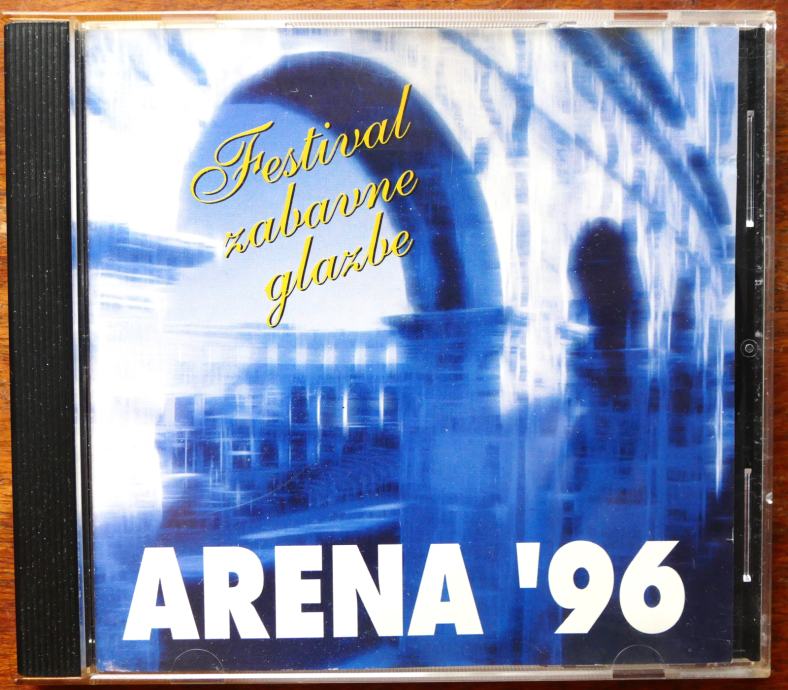 Festival
zabavne
glazbe
ARENA '96